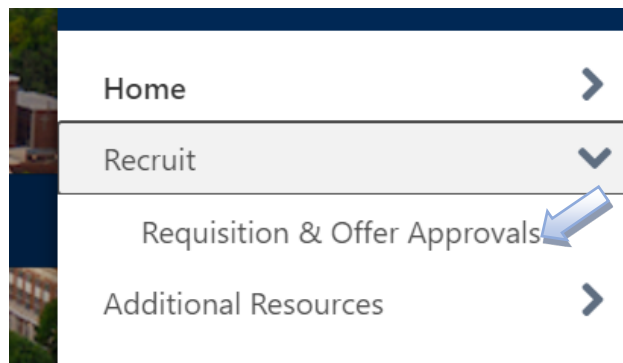 Home
Recruit
Requisition & Offer Approvals
Additional Resources